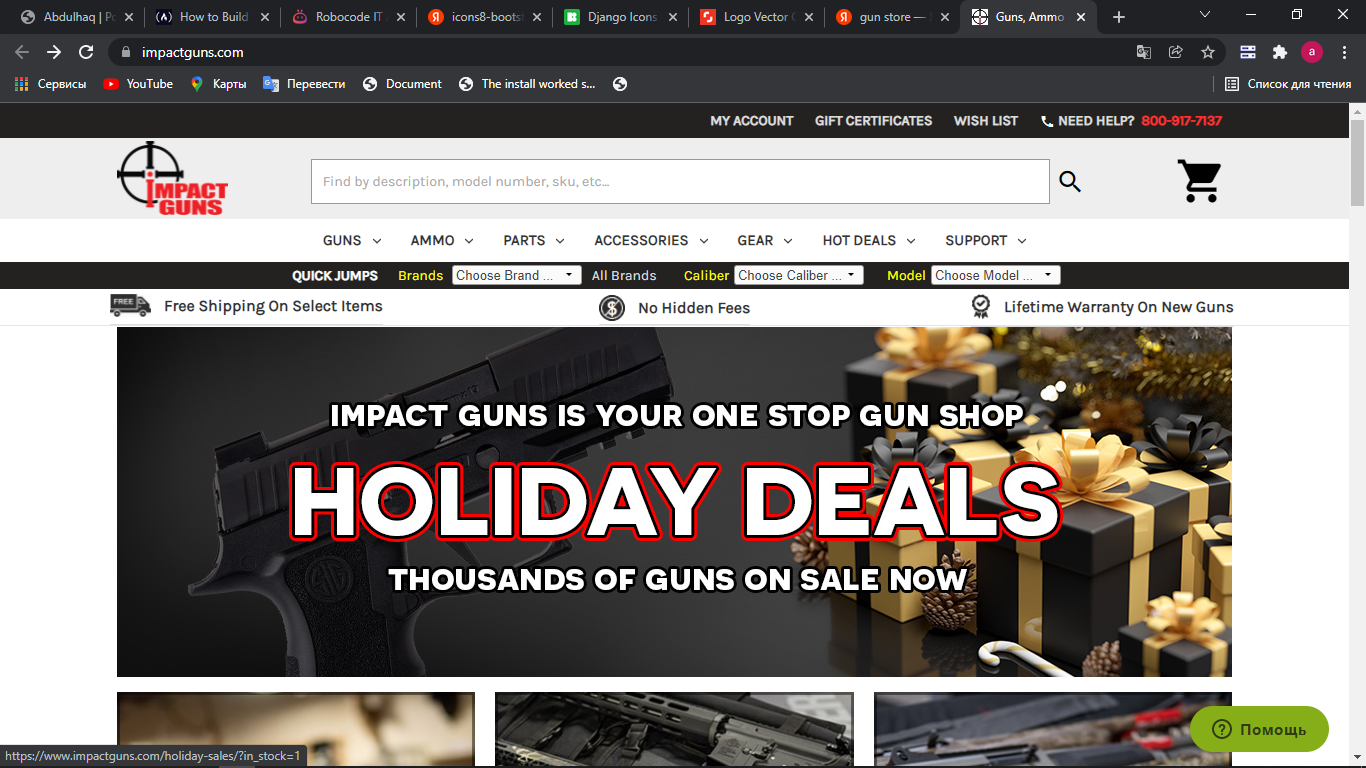 Abdulhaq | Po
How to Build
Robocode IT A
icons8-bootst
Django Icons
Logo Vector G
gun store —
Guns, Ammo
impactguns.com
a
Сервисы
YouTube
Карты
Перевести
Document
The install worked s...
Список для чтения
MY ACCOUNT
GIFT CERTIFICATES
WISH LIST
NEED HELP? 800-917-7137
IMPACT
GUNS
Find by description, model number, sku, etc...
GUNS
AMMO
PARTS
ACCESSORIES
GEAR
HOT DEALS
SUPPORT
QUICK JUMPS
Brands
Choose Brand ...
All Brands
Caliber
Choose Caliber ...
Model
Choose Model ...
FREE
Free Shipping On Select Items
$
No Hidden Fees
Lifetime Warranty On New Guns
IMPACT GUNS IS YOUR ONE STOP GUN SHOP
HOLIDAY DEALS
THOUSANDS OF GUNS ON SALE NOW
Помощь
https://www.impactguns.com/holiday-sales/?in_stock=1